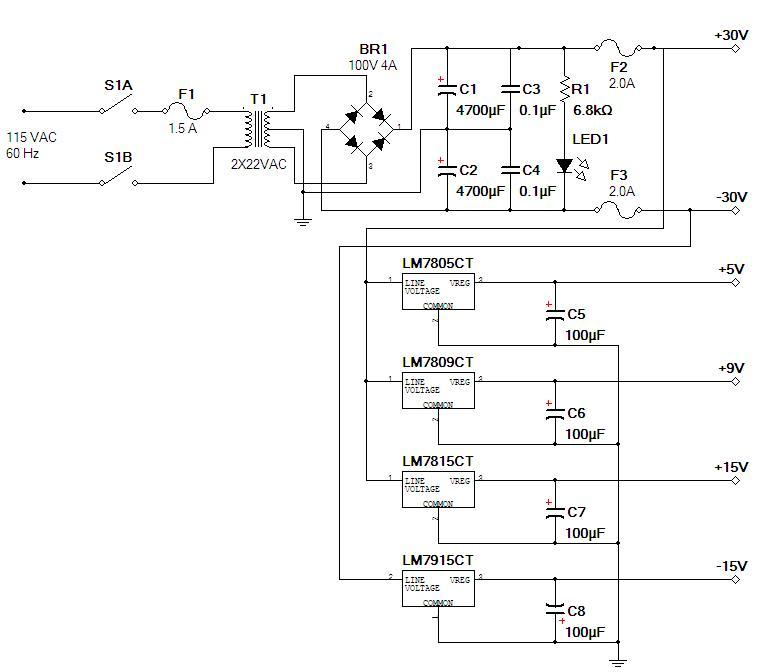 +30V
BR1
100V 4A
F2
2.0A
S1A
F1
1.5 A
T1
2
4
1
3
+
C1
4700µF
C3
0.1µF
R1
6.8kΩ
115 VAC
60 Hz
S1B
2X22VAC
LED1
+
C2
4700µF
C4
0.1µF
F3
2.0A
-30V
LM7805CT
+5V
1
LINE VREG
VOLTAGE
COMMON
3
2
+
C5
100µF
LM7809CT
+9V
1
LINE VREG
VOLTAGE
COMMON
3
2
+
C6
100µF
LM7815CT
+15V
1
LINE VREG
VOLTAGE
COMMON
3
2
+
C7
100µF
LM7915CT
-15V
2
LINE VREG
VOLTAGE
COMMON
3
1
C8
+
100µF